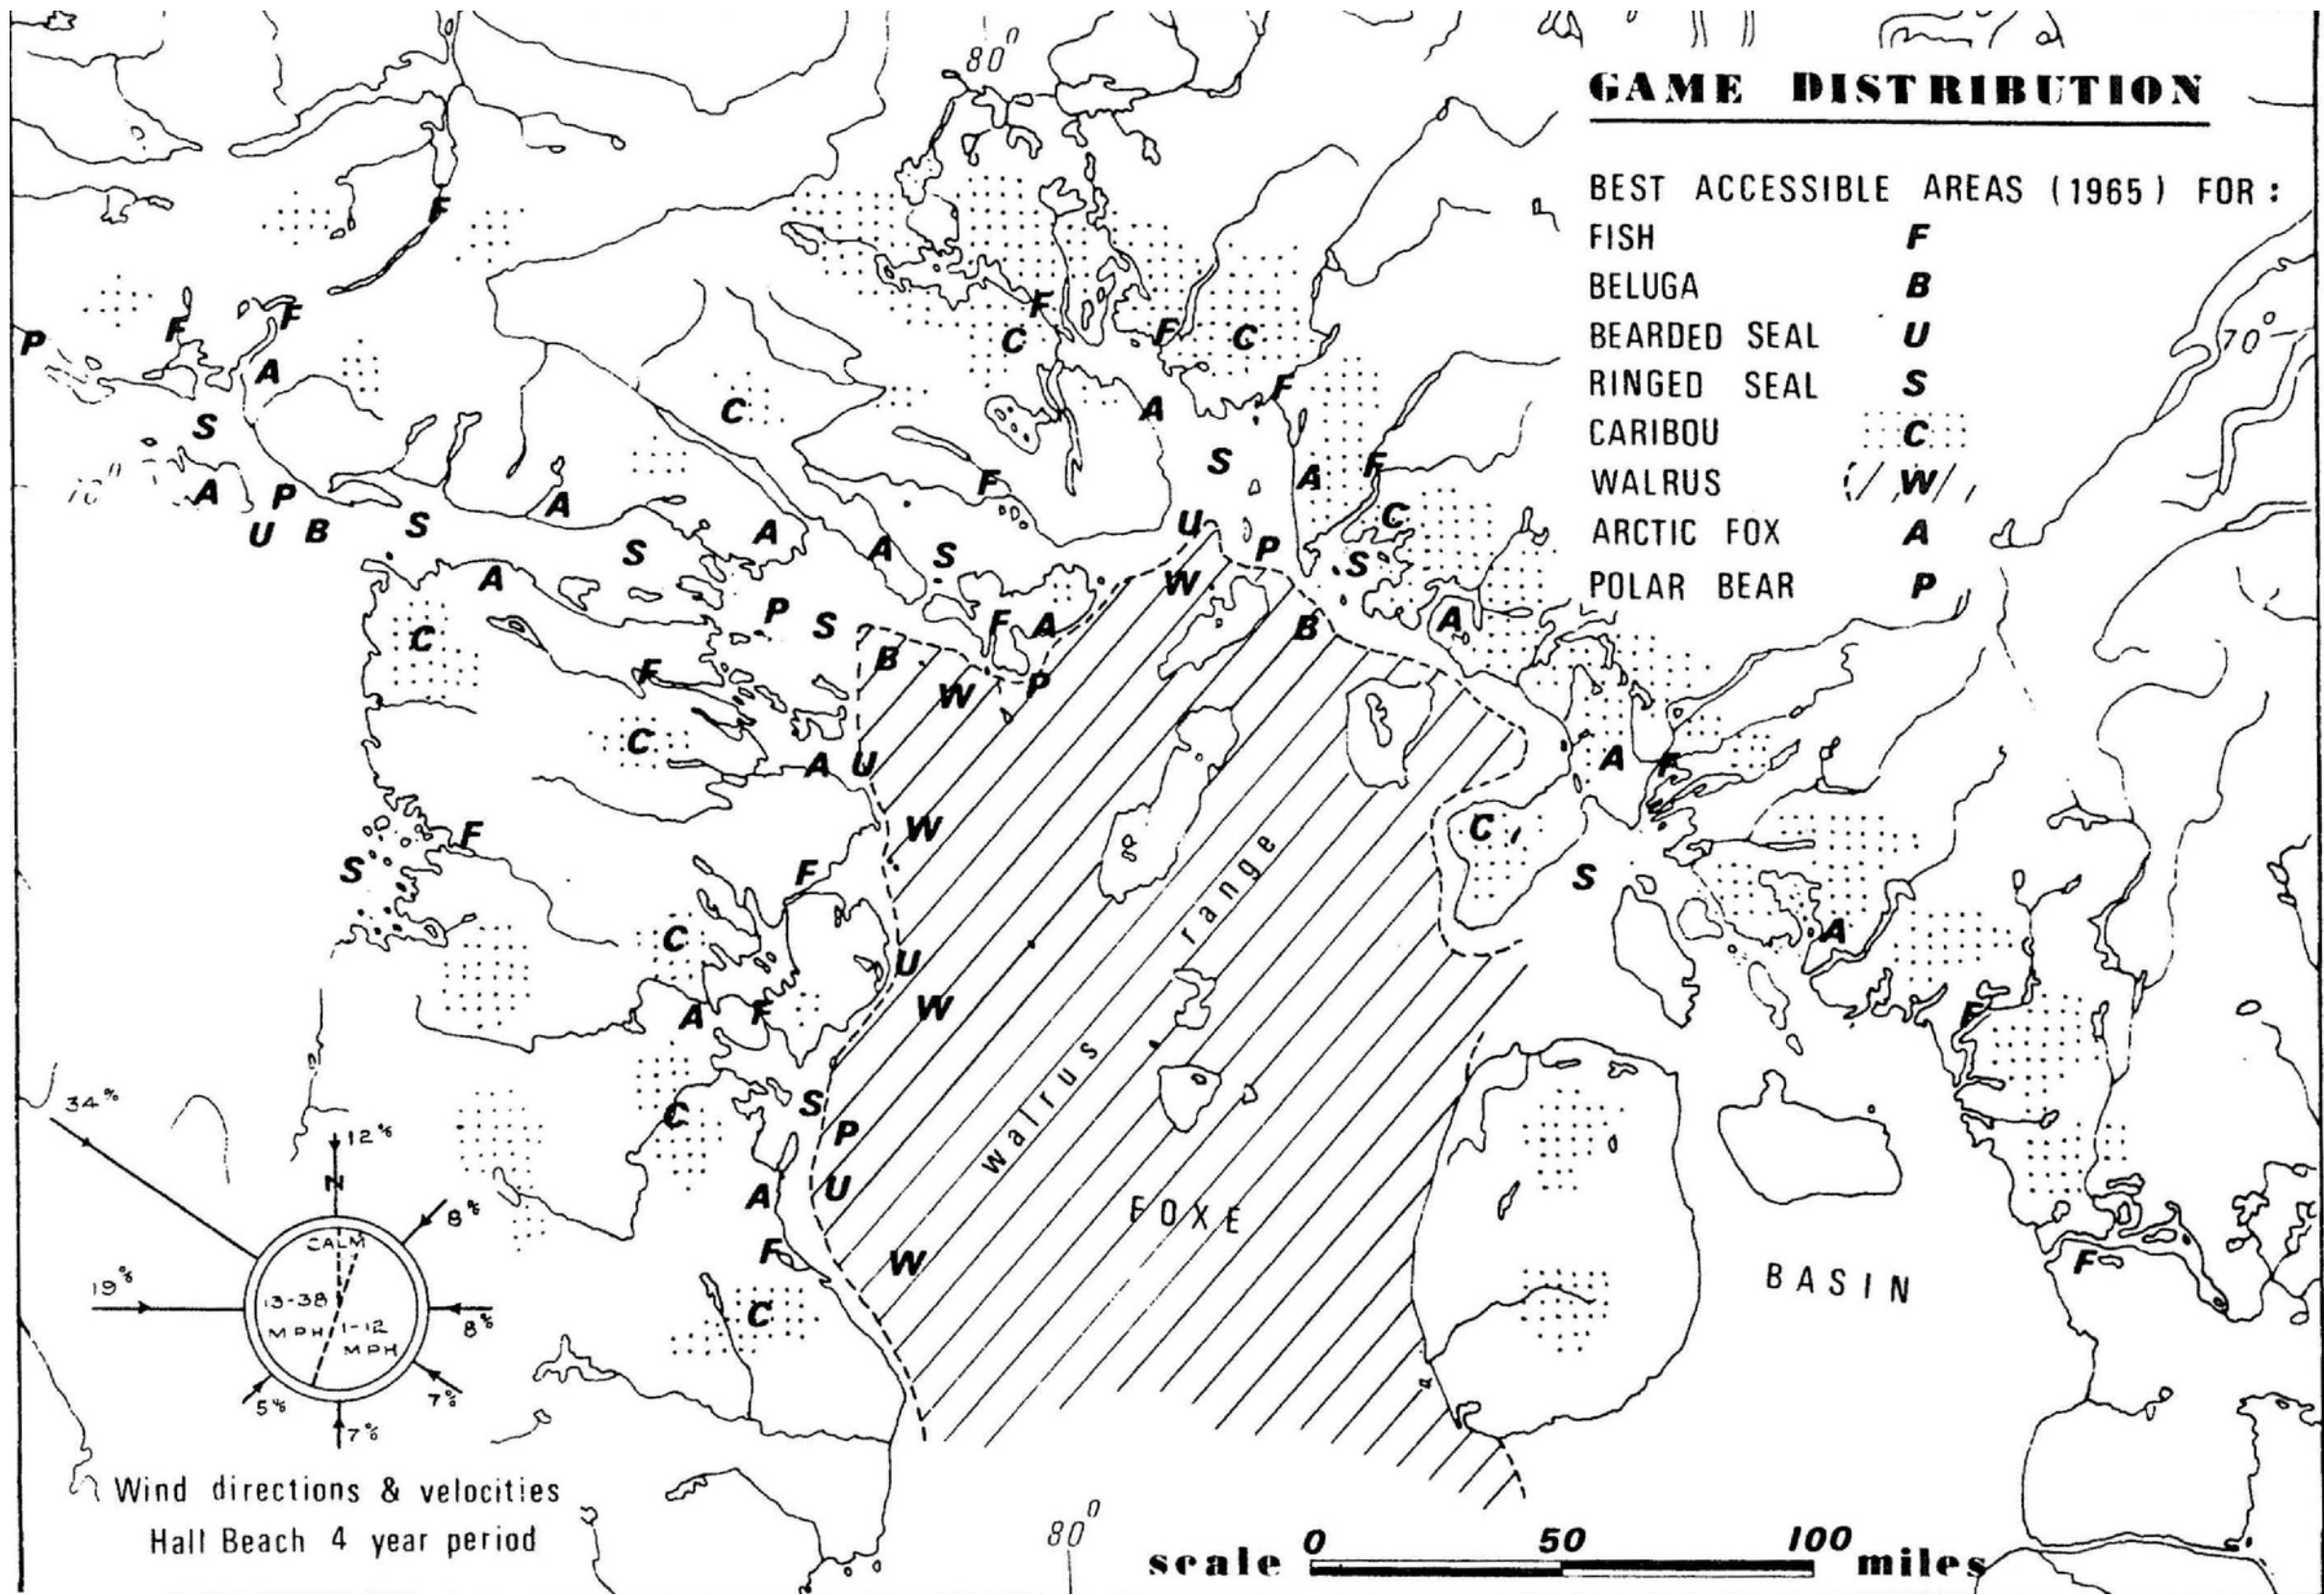 80°
GAME DISTRIBUTION
BEST ACCESSIBLE AREAS (1965) FOR:
FISH F
BELUGA B
BEARDED SEAL U
RINGED SEAL S
CARIBOU C
WALRUS W
ARCTIC FOX A
POLAR BEAR P
70°
F
F
F
P
A
S
A
P
U
B
S
A
S
A
A
C
A
S
F
F
C
F
C
F
A
S
A
F
C
U
P
S
W
B
A
A
C
P
S
B
F
A
W
P
F
C
A
U
W
F
S
F
C
A
F
U
W
C
S
P
A
U
F
W
C
C
S
A
F
A
F
F
walrus range
FOXE
BASIN
34%
12%
N
8%
CALM
19%
13-38
MPH
1-12
MPH
8%
7%
5%
7%
Wind directions & velocities
Hall Beach 4 year period
80°
scale 0 50 100 miles